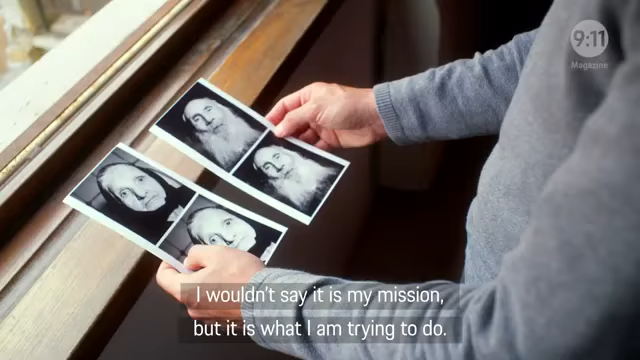 9:11
Magazine
I wouldn't say it is my mission,
but it is what I am trying to do.